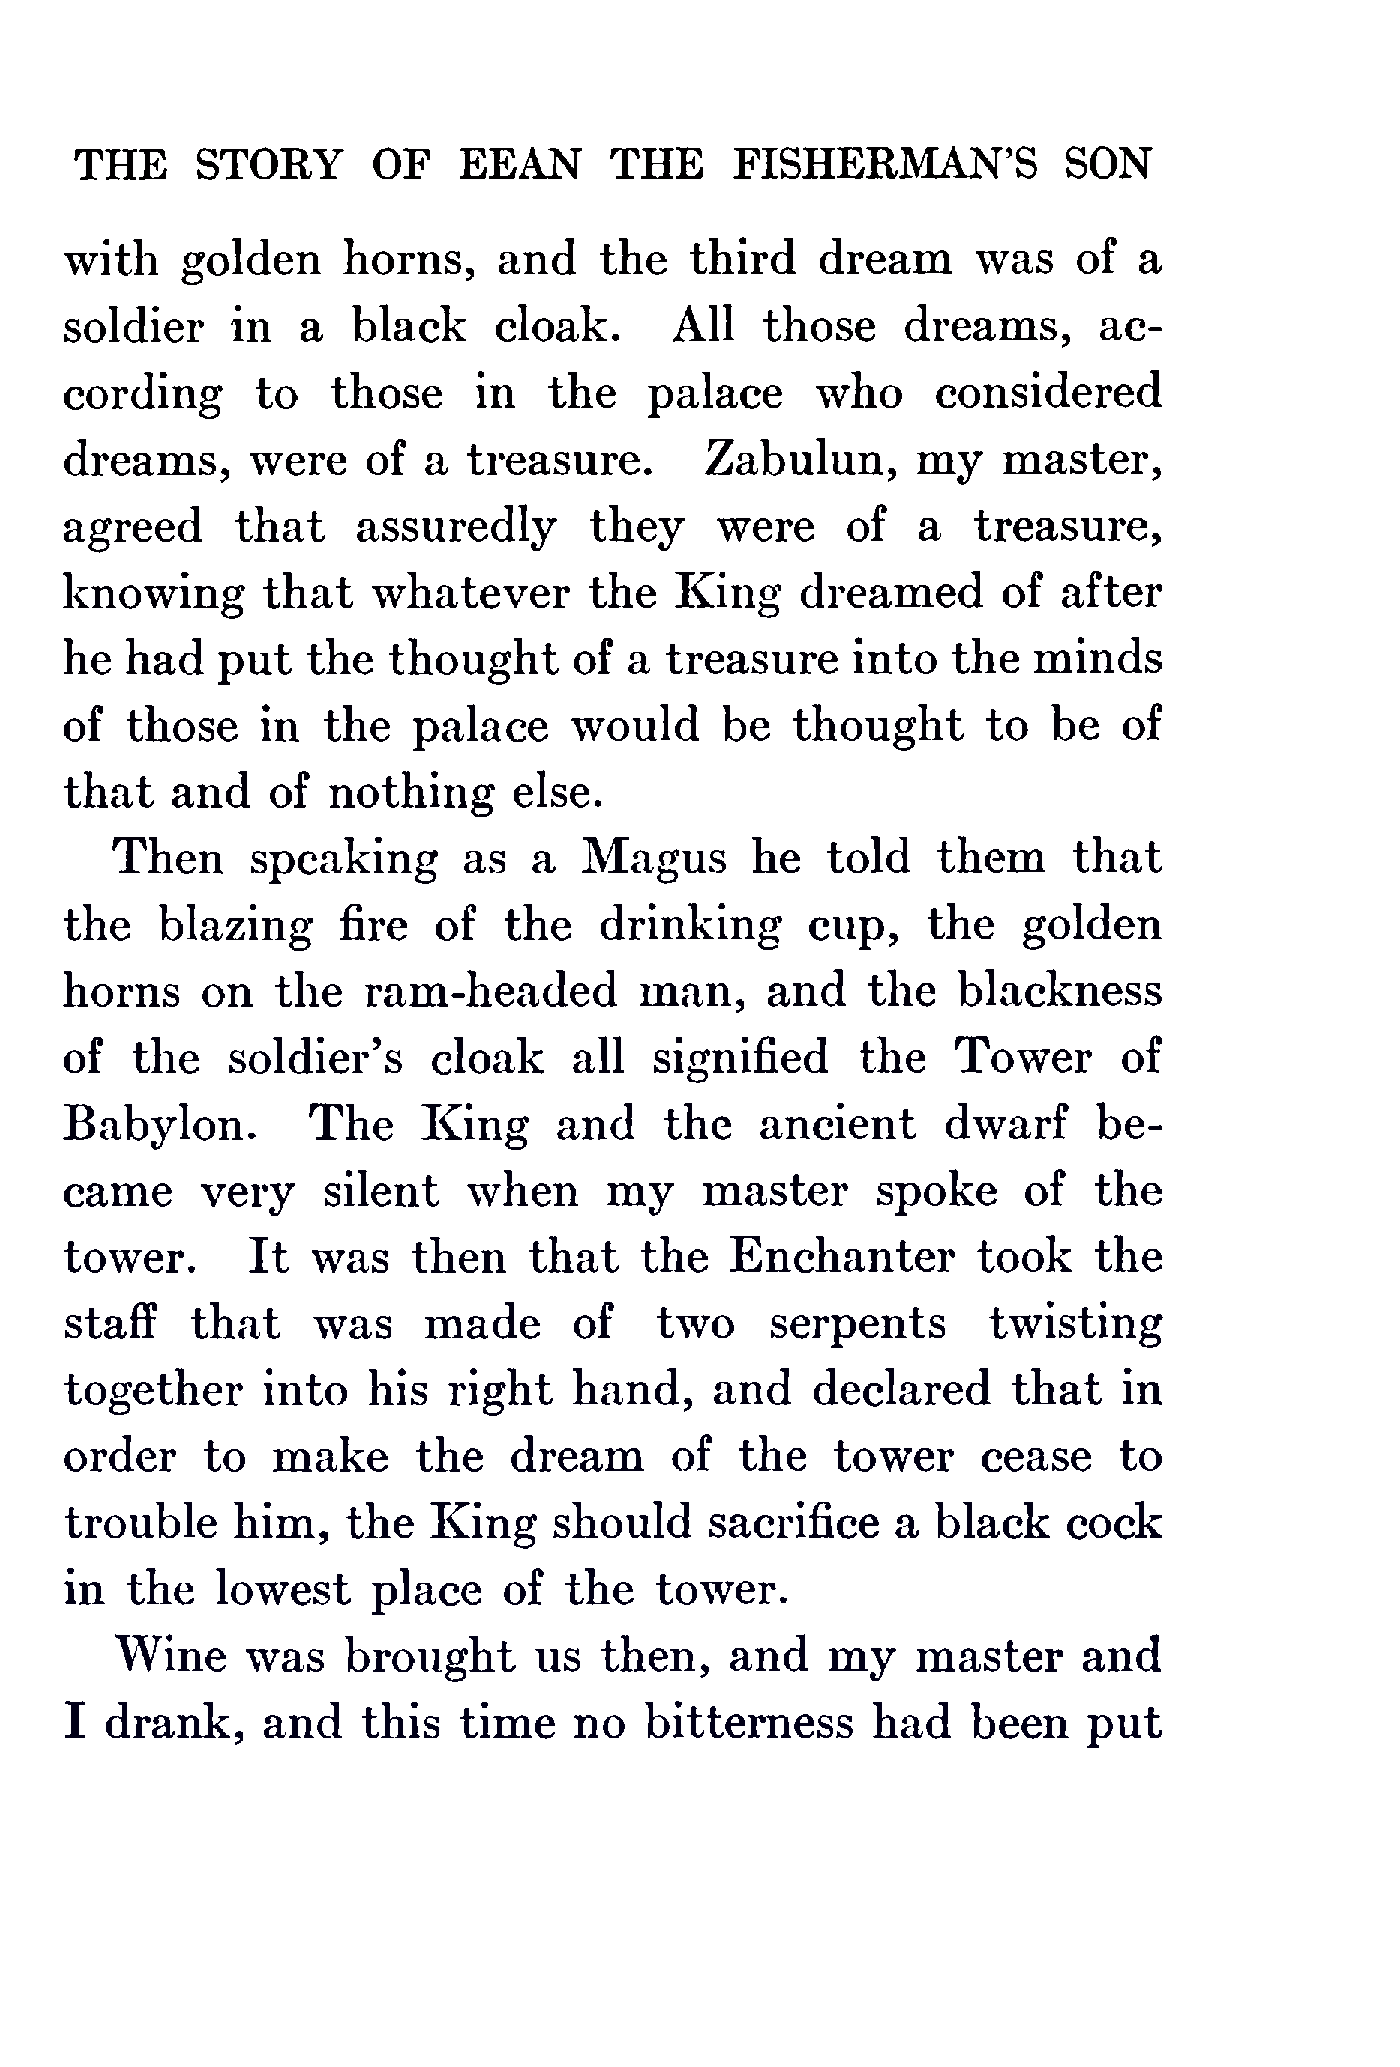 THE STORY OF EEAN THE FISHERMAN'S SON
with golden horns, and the third dream was of a
soldier in a black cloak. All those dreams, ac-
cording to those in the palace who considered
dreams, were of a treasure. Zabulun, my master,
agreed that assuredly they were of a treasure,
knowing that whatever the King dreamed of after
he had put the thought of a treasure into the minds
of those in the palace would be thought to be of
that and of nothing else.
Then speaking as a Magus he told them that
the blazing fire of the drinking cup, the golden
horns on the ram-headed man, and the blackness
of the soldier's cloak all signified the Tower of
Babylon. The King and the ancient dwarf be-
came very silent when my master spoke of the
tower. It was then that the Enchanter took the
staff that was made of two serpents twisting
together into his right hand, and declared that in
order to make the dream of the tower cease to
trouble him, the King should sacrifice a black cock
in the lowest place of the tower.
Wine was brought us then, and my master and
I drank, and this time no bitterness had been put